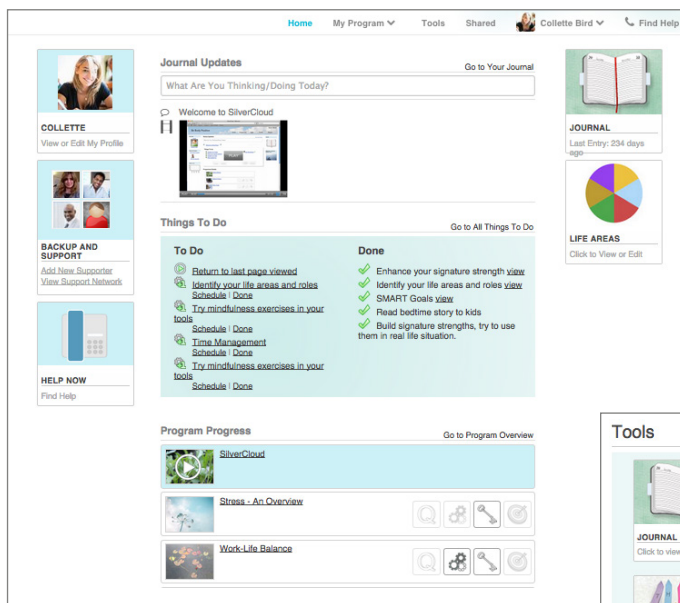 Home My Program Tools Shared Collette Bird Find Help
COLLETTE
View or Edit My Profile
BACKUP AND
SUPPORT
Add New Supporter
View Support Network
HELP NOW
Find Help
Journal Updates Go to Your Journal
What Are You Thinking/Doing Today?
Welcome to SilverCloud
Things To Do Go to All Things To Do
To Do
Return to last page viewed
Identify your life areas and roles
Schedule | Done
Try mindfulness exercises in your
tools
Schedule | Done
Time Management
Schedule | Done
Try mindfulness exercises in your
tools
Schedule | Done
Done
Enhance your signature strength view
Identify your life areas and roles view
SMART Goals view
Read bedtime story to kids
Build signature strengths, try to use
them in real life situation.
Program Progress Go to Program Overview
SilverCloud
Stress - An Overview
Work-Life Balance
JOURNAL
Last Entry: 234 days
ago
LIFE AREAS
Click to View or Edit
Tools
JOURNAL
Click to view